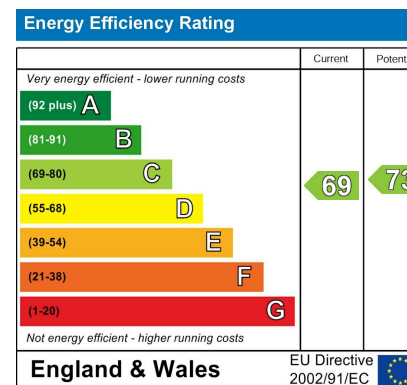 Energy Efficiency Rating
Current
Potent
Very energy efficient - lower running costs
(92 plus) A
(81-91) B
(69-80) C
(55-68) D
(39-54) E
(21-38) F
(1-20) G
69
73
Not energy efficient - higher running costs
England & Wales
EU Directive
2002/91/EC